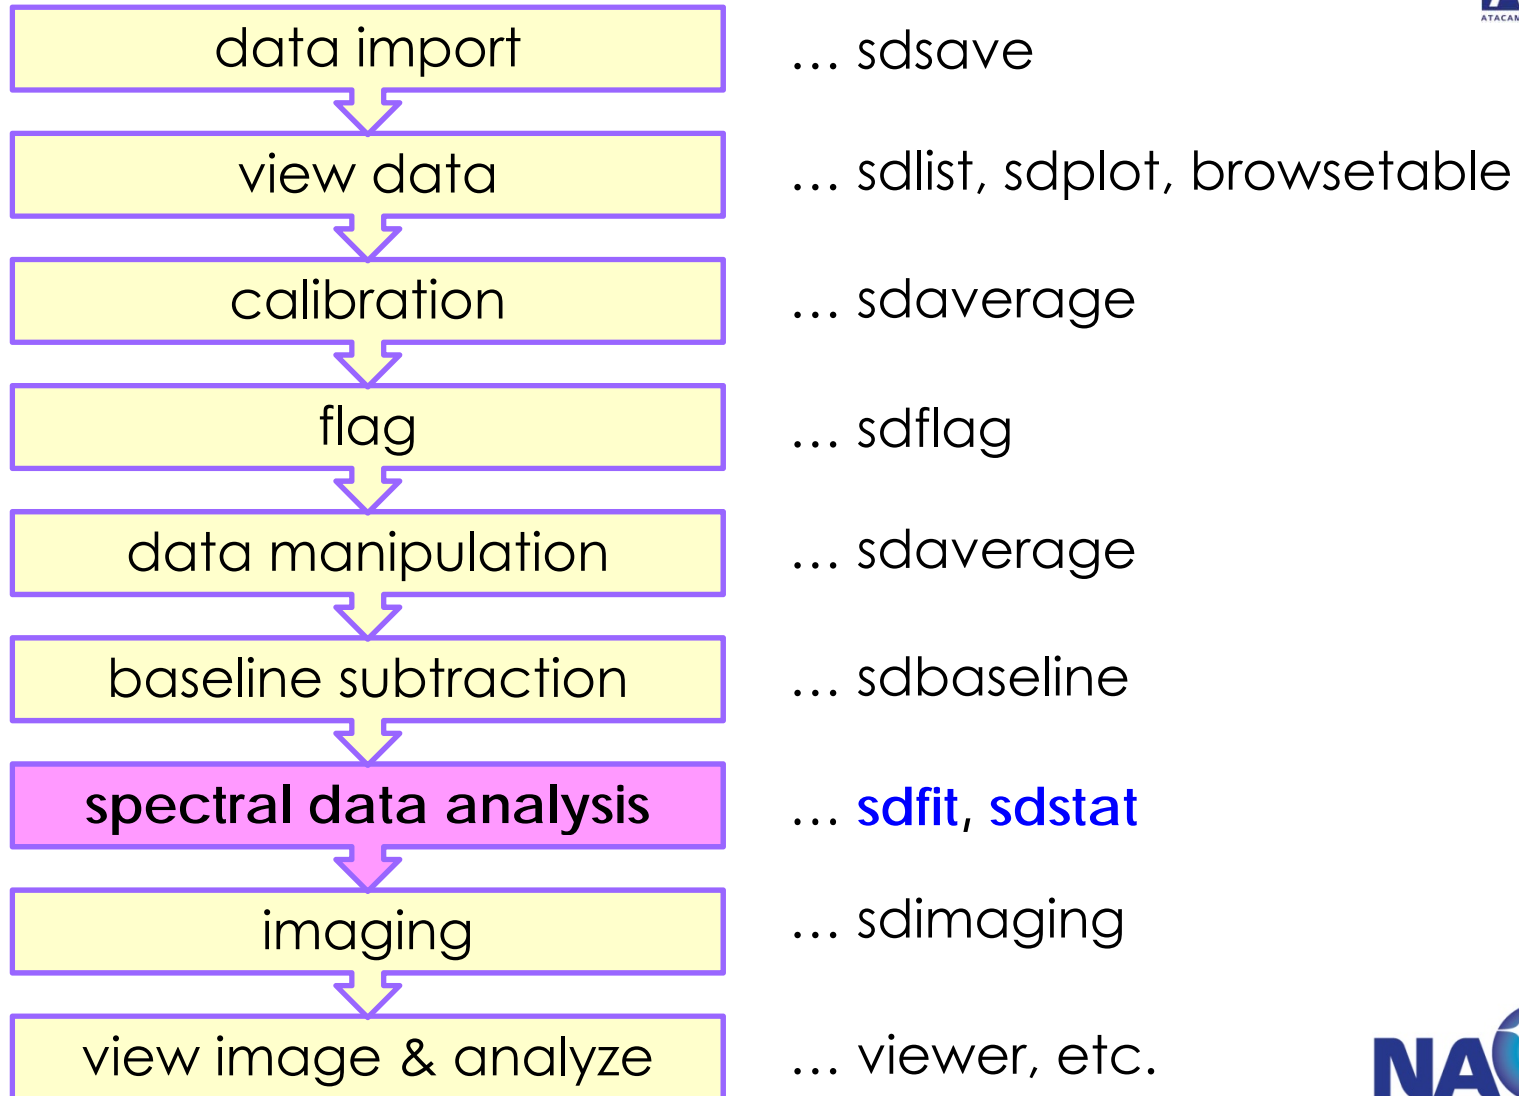 data import … sdsave
view data … sdlist, sdplot, browsetable
calibration … sdaverage
flag … sdflag
data manipulation … sdaverage
baseline subtraction … sdbaseline
spectral data analysis … sdfit, sdstat
imaging … sdimaging
view image & analyze … viewer, etc.